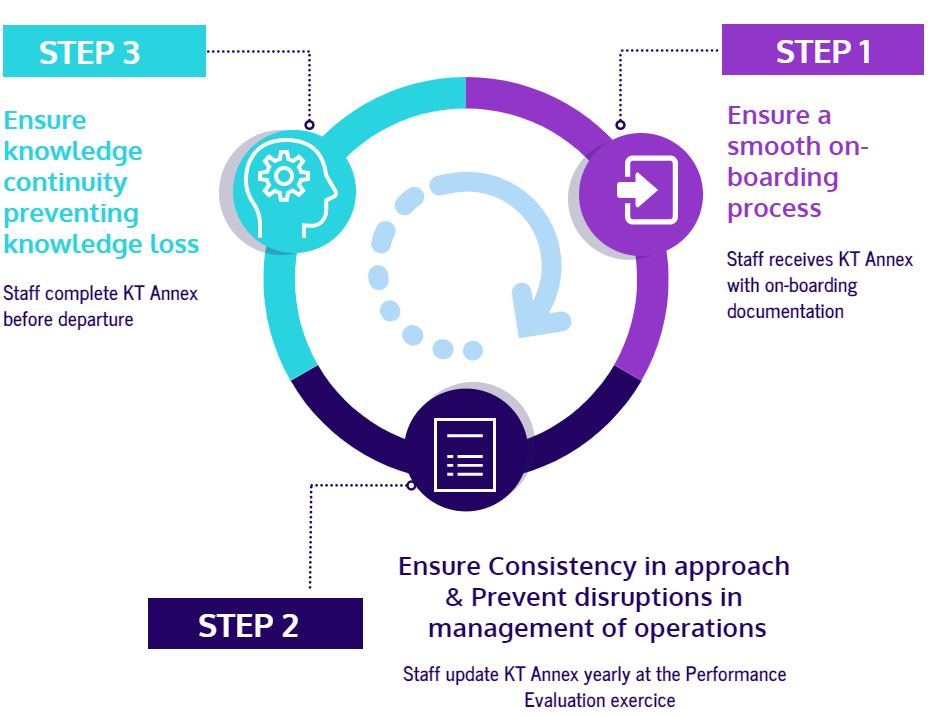 STEP 3
Ensure
knowledge
continuity
preventing
knowledge loss
Staff complete KT Annex
before departure
STEP 1
Ensure a
smooth on-
boarding
process
Staff receives KT Annex
with on-boarding
documentation
STEP 2
Ensure Consistency in approach
& Prevent disruptions in
management of operations
Staff update KT Annex yearly at the Performance
Evaluation exercice